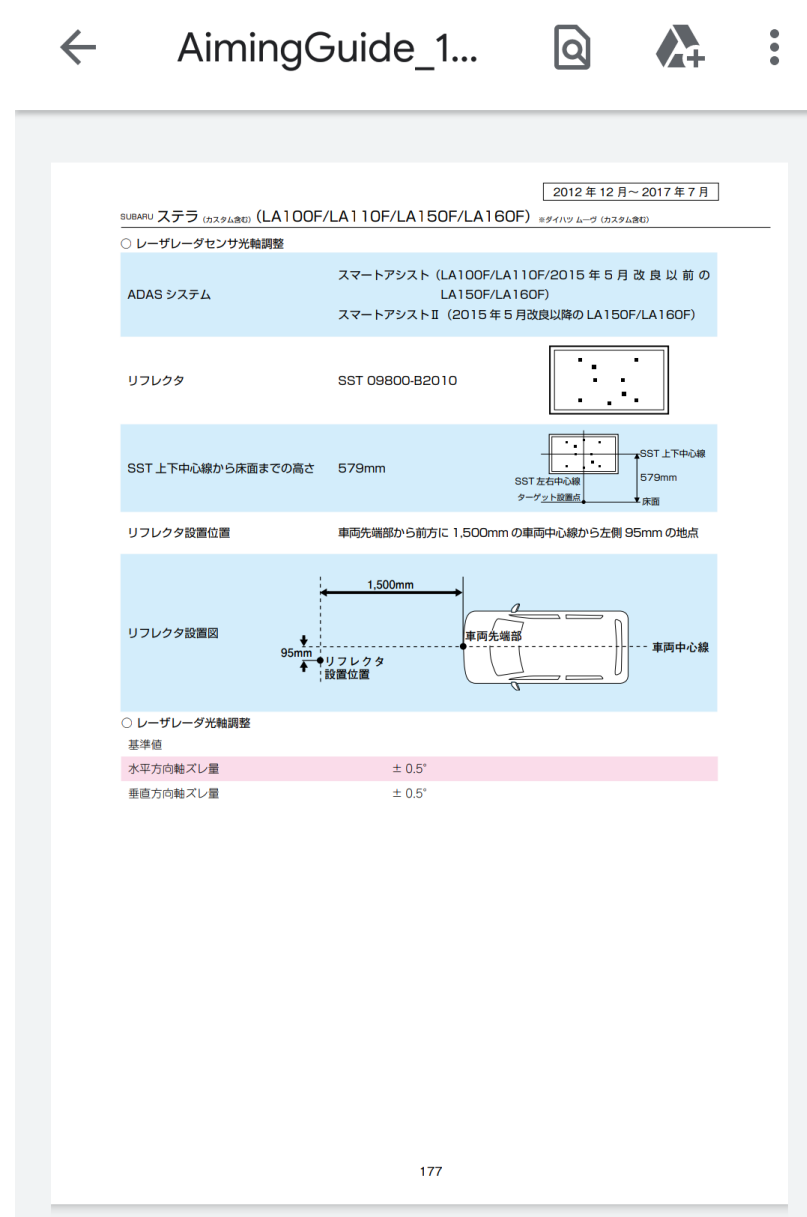 AimingGuide_1...
2012 年 12 月～ 2017 年 7 月
SUBARU ステラ (カスタム含む) (LA100F/LA110F/LA150F/LA160F) ※ダイハツ ムーヴ (カスタム含む)
○ レーザレーダセンサ光軸調整
ADAS システム
スマートアシスト（LA100F/LA110F/2015 年 5 月 改 良 以 前 の
LA150F/LA160F）
スマートアシストⅡ（2015 年 5 月改良以降の LA150F/LA160F）
リフレクタ
SST 09800-B2010
SST 上下中心線から床面までの高さ
579mm
SST 上下中心線
579mm
SST 左右中心線
ターゲット設置点
床面
リフレクタ設置位置
車両先端部から前方に 1,500mm の車両中心線から左側 95mm の地点
リフレクタ設置図
1,500mm
車両先端部
車両中心線
95mm
リフレクタ
設置位置
○ レーザレーダ光軸調整
基準値
水平方向軸ズレ量
± 0.5°
垂直方向軸ズレ量
± 0.5°
177